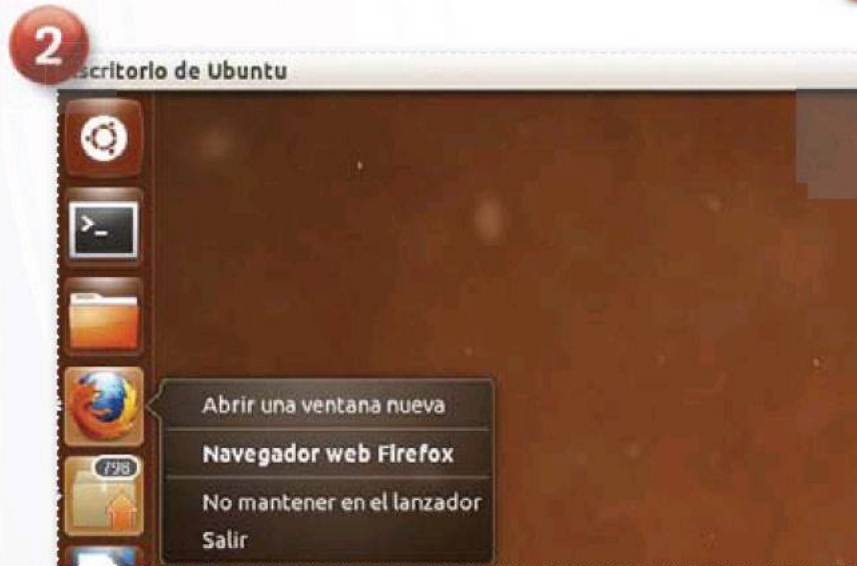 2
scritorio de Ubuntu
>_
Abrir una ventana nueva
Navegador web Firefox
798
No mantener en el lanzador
Salir